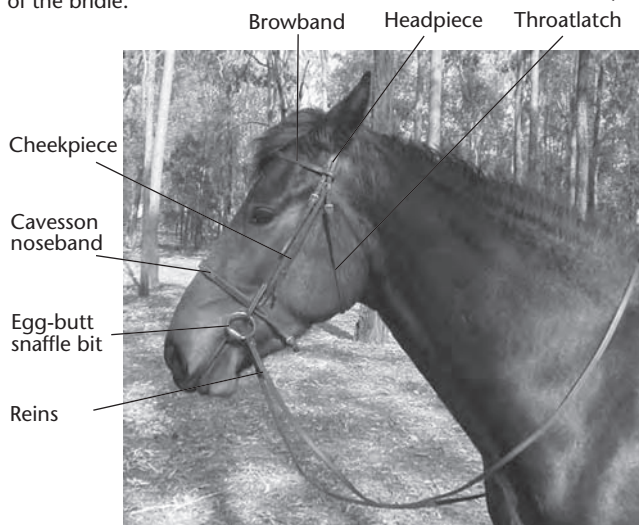 of the bridle.
Browband
Headpiece
Throatlatch
Cheekpiece
Cavesson
noseband
Egg-butt
snaffle bit
Reins